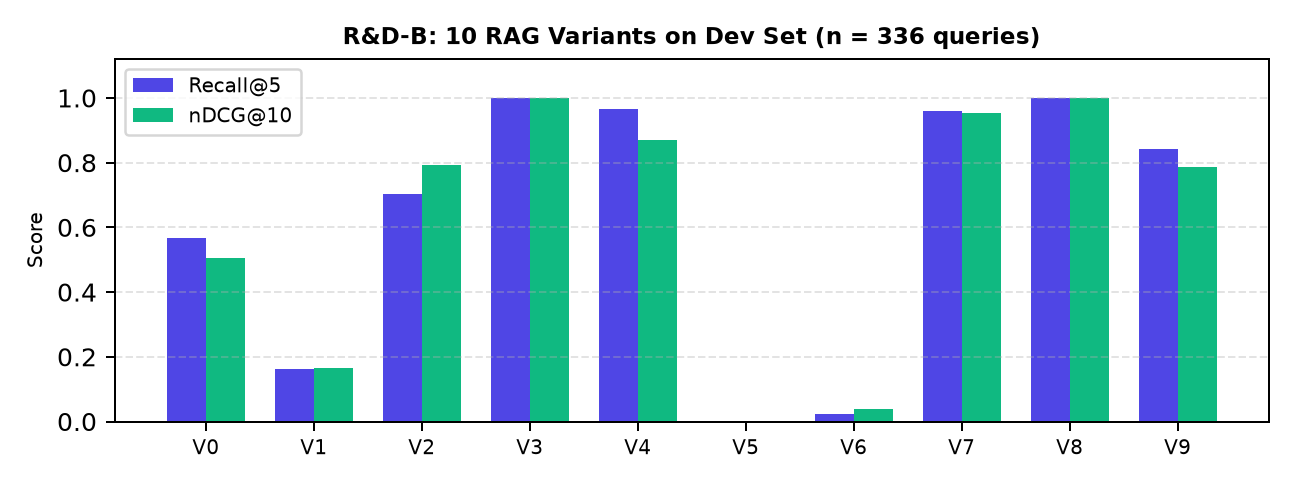 R&D-B: 10 RAG Variants on Dev Set (n = 336 queries)
Recall@5
nDCG@10
Score
1.0
0.8
0.6
0.4
0.2
0.0
V0 V1 V2 V3 V4 V5 V6 V7 V8 V9